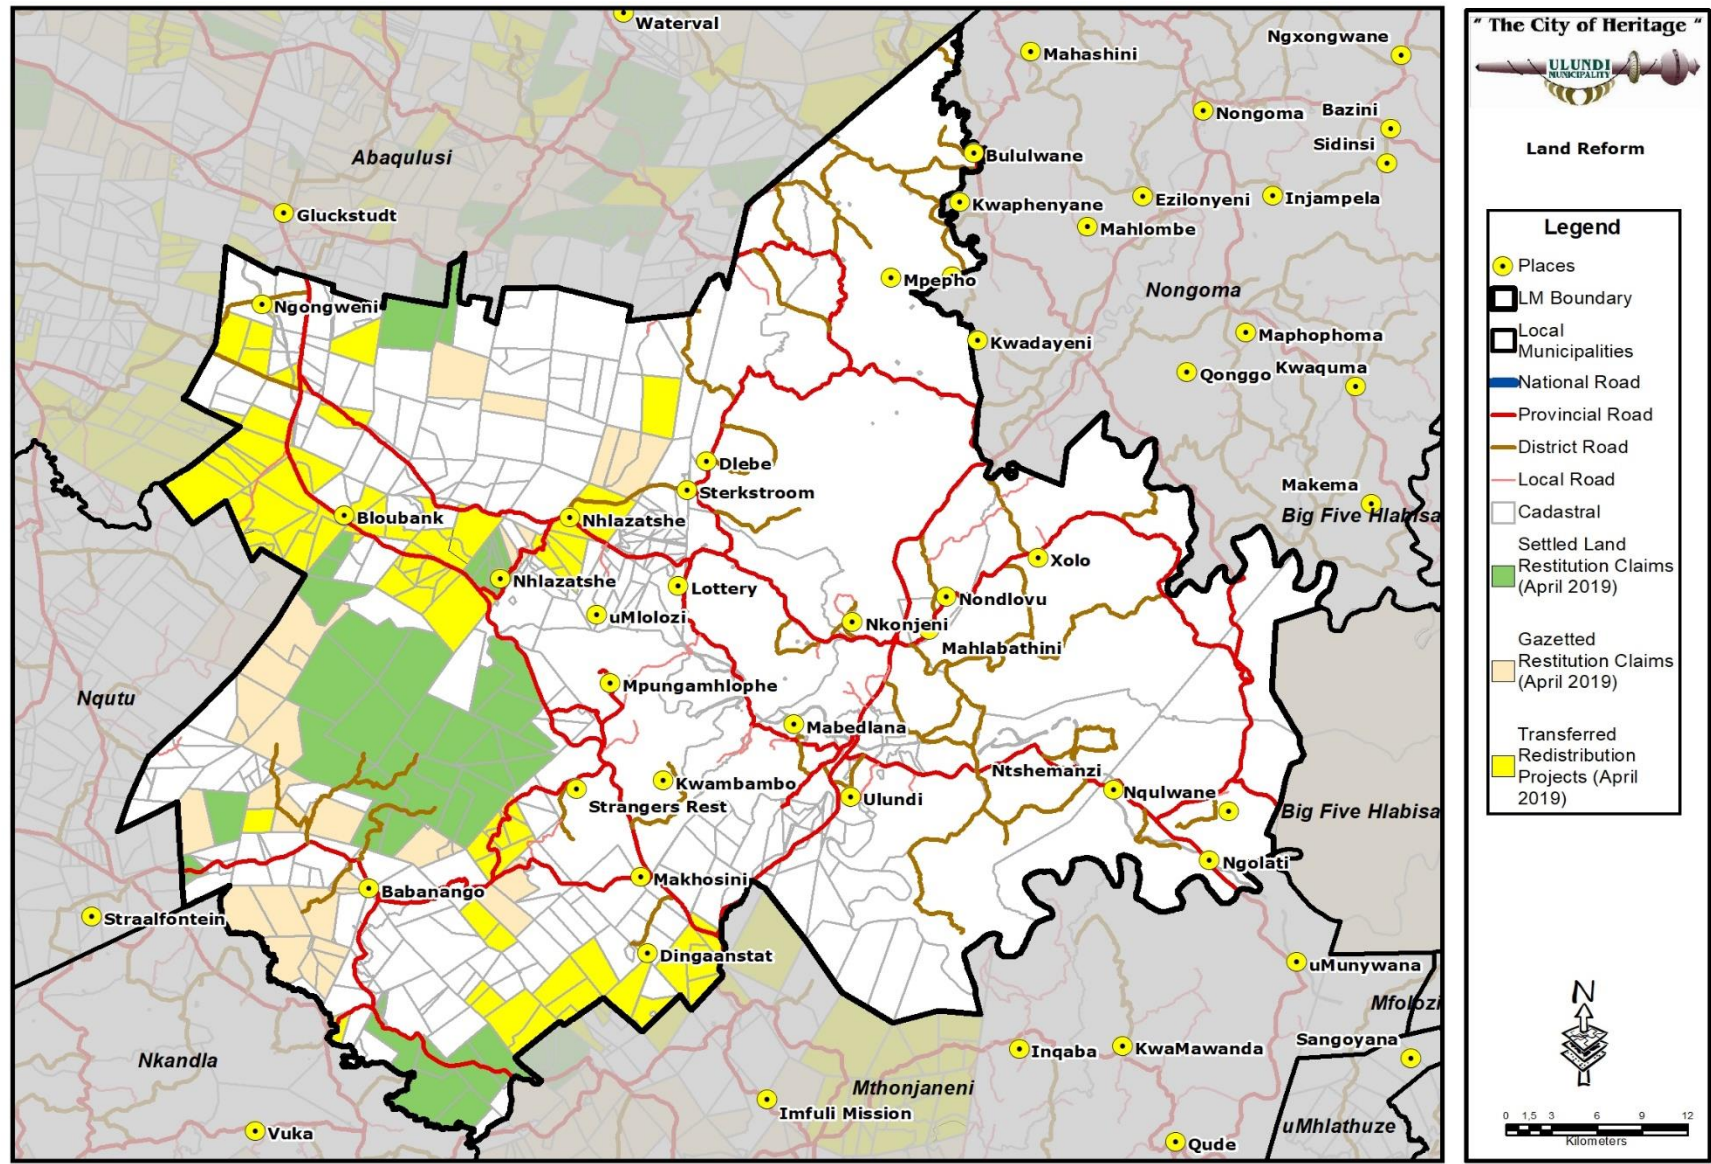 Waterval
Mahashini
Ngxongwane
Nongoma
Bazini
Sidinsi
Abaqulusi
Bululwane
Gluckstudt
Kwaphenyane
Ezilonyeni
Injampela
Mahlombe
Mpepho
Nongoma
Ngongweni
Kwadayeni
Maphophoma
Qonggo
Kwaquma
Dlebe
Sterkstroom
Makema
Big Five Hlabisa
Bloubank
Nhlazatshe
Xolo
Nhlazatshe
Lottery
Nondlovu
uMlolozi
Nkonjeni
Mahlabathini
Nqutu
Mpungamhlophe
Mabedlana
Ntshemanzi
Kwambambo
Strangers Rest
Ulundi
Nqulwane
Big Five Hlabisa
Ngolati
Makhosini
Babanango
Straalfontein
Dingaanstat
uMunywana
Mfolozi
Sangoyana
Inqaba
KwaMawanda
Nkandla
Mthonjaneni
Imfuli Mission
uMhlathuze
Vuka
Qude
" The City of Heritage "
ULUNDI
MUNICIPALITY
Land Reform
Legend
Places
LM Boundary
Local
Municipalities
National Road
Provincial Road
District Road
Local Road
Cadastral
Settled Land
Restitution Claims
(April 2019)
Gazetted
Restitution Claims
(April 2019)
Transferred
Redistribution
Projects (April
2019)
N
0 1,5 3 6 9 12
Kilometers